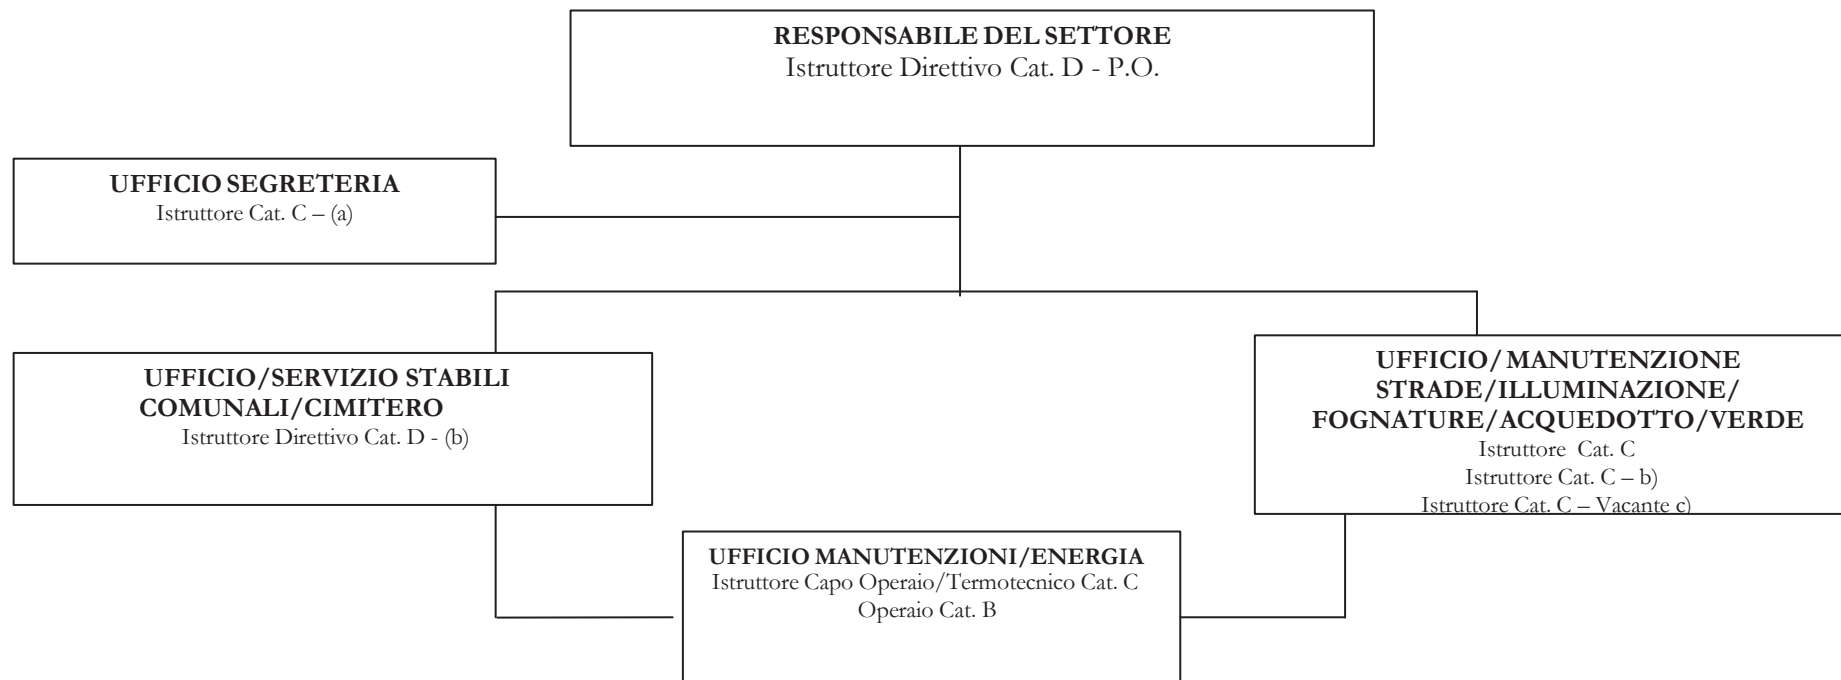 RESPONSABILE DEL SETTORE
Istruttore Direttivo Cat. D - P.O.
UFFICIO SEGRETERIA
Istruttore Cat. C – (a)
UFFICIO/SERVIZIO STABILI
COMUNALI/CIMITERO
Istruttore Direttivo Cat. D - (b)
UFFICIO/ MANUTENZIONE
STRADE/ILLUMINAZIONE/
FOGNATURE/ACQUEDOTTO/VERDE
Istruttore Cat. C
Istruttore Cat. C – b)
Istruttore Cat. C – Vacante c)
UFFICIO MANUTENZIONI/ENERGIA
Istruttore Capo Operaio/Termotecnico Cat. C
Operaio Cat. B